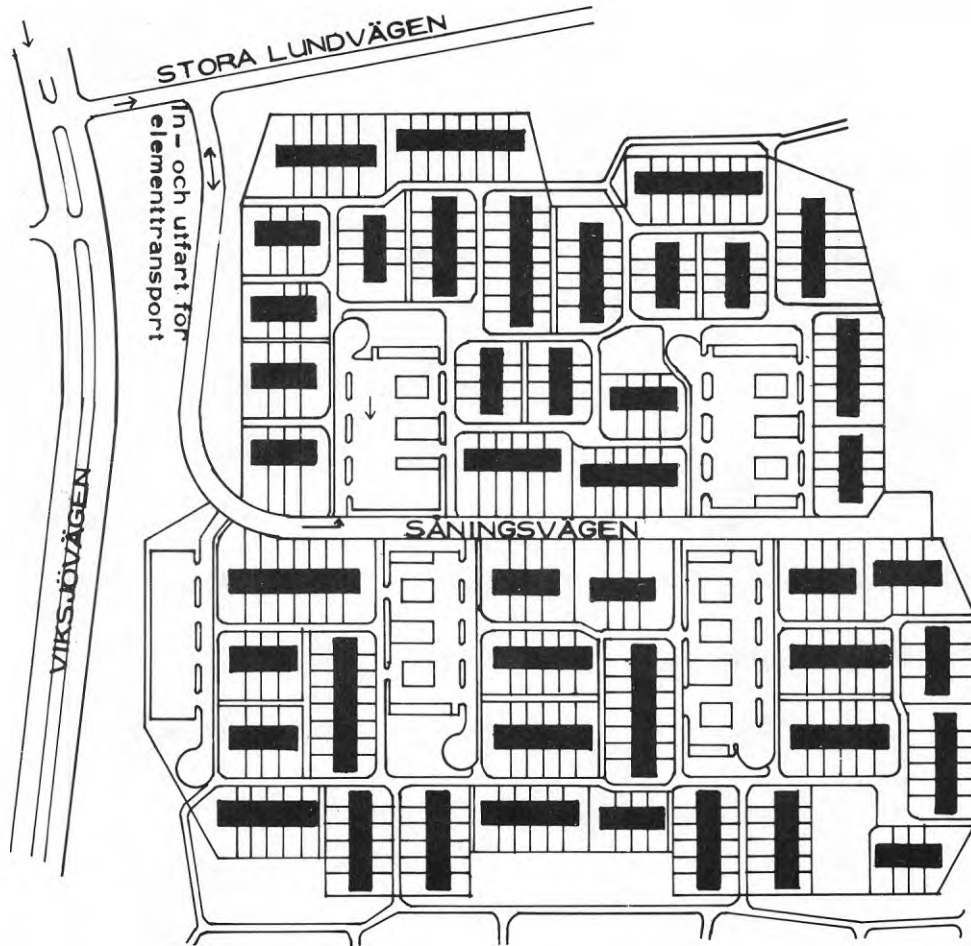 STORA LUNDVÄGEN
In- och utfart för
elementtransport
SÅNINGSVÄGEN
VIKSJÖVÄGEN